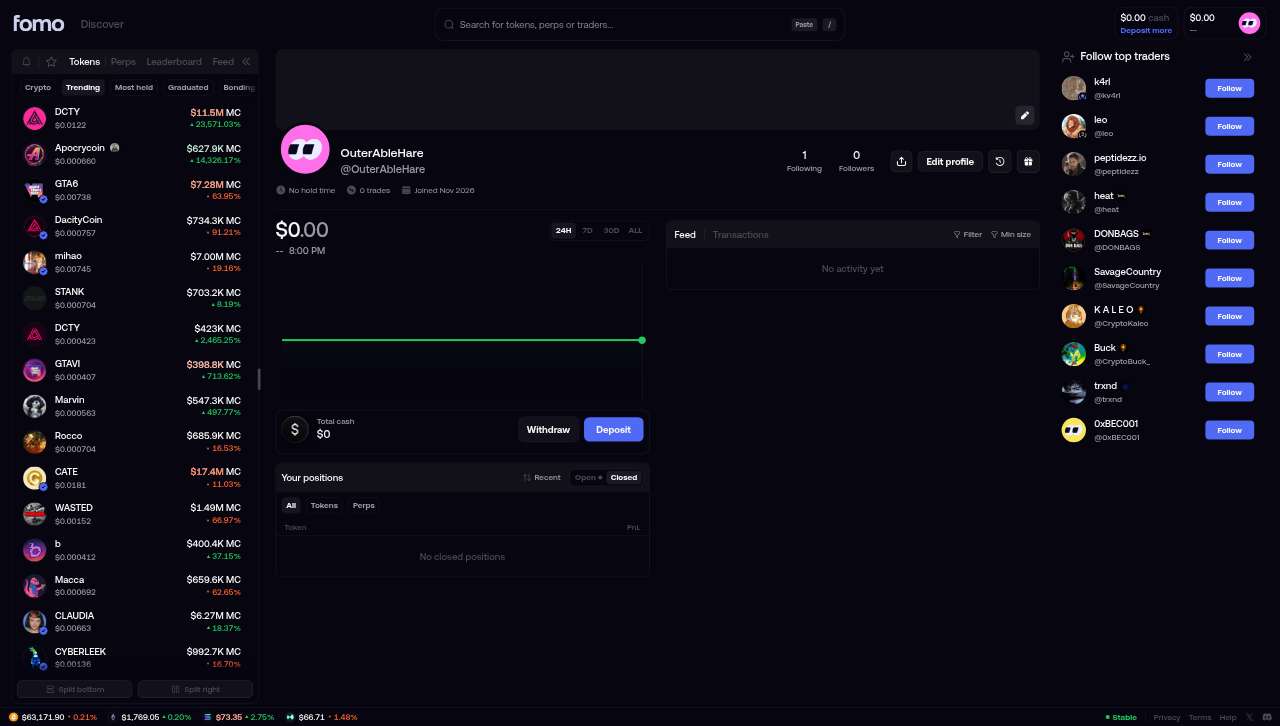 fomo
Discover
Search for tokens, perps or traders...
Paste
/
$0.00 cash
Deposit more
$0.00
—
Tokens
Perps
Leaderboard
Feed
Crypto
Trending
Most held
Graduated
Bonding
DCTY $11.5M MC
$0.0122 23,571.03%
Apocrycoin $627.9K MC
$0.000660 14,326.17%
GTA6 $7.28M MC
$0.00738 63.95%
DacityCoin $734.3K MC
$0.000757 91.21%
mihao $7.00M MC
$0.00745 19.16%
STANK $703.2K MC
$0.000704 8.19%
DCTY $423K MC
$0.000423 2,465.25%
GTAVI $398.8K MC
$0.000407 713.62%
Marvin $547.3K MC
$0.000563 497.77%
Rocco $685.9K MC
$0.000704 16.53%
CATE $17.4M MC
$0.0181 11.03%
WASTED $1.49M MC
$0.00152 66.97%
b $400.4K MC
$0.000412 37.15%
Macca $659.6K MC
$0.000692 62.65%
CLAUDIA $6.27M MC
$0.00663 18.37%
CYBERLEEK $992.7K MC
$0.00136 16.70%
Split bottom
Split right
OuterAbleHare
@OuterAbleHare
No hold time
0 trades
Joined Nov 2026
1
Following
0
Followers
Edit profile
$0.00
-- 8:00 PM
24H
7D
30D
ALL
Total cash
$0
Withdraw
Deposit
Your positions
Recent
Open
Closed
All
Tokens
Perps
Token
PnL
No closed positions
Feed
Transactions
Filter
Min size
No activity yet
Follow top traders
k4rl
@kv4rl
Follow
leo
@leo
Follow
peptidezz.io
@peptidezz
Follow
heat
@heat
Follow
DONBAGS
@DONBAGS
Follow
SavageCountry
@SavageCountry
Follow
K A L E O
@CryptoKaleo
Follow
Buck
@CryptoBuck_
Follow
trxnd
@trxnd
Follow
0xBEC001
@0xBEC001
Follow
$63,171.90 0.21%
$1,769.05 0.20%
$73.35 2.75%
$66.71 1.48%
Stable
Privacy
Terms
Help